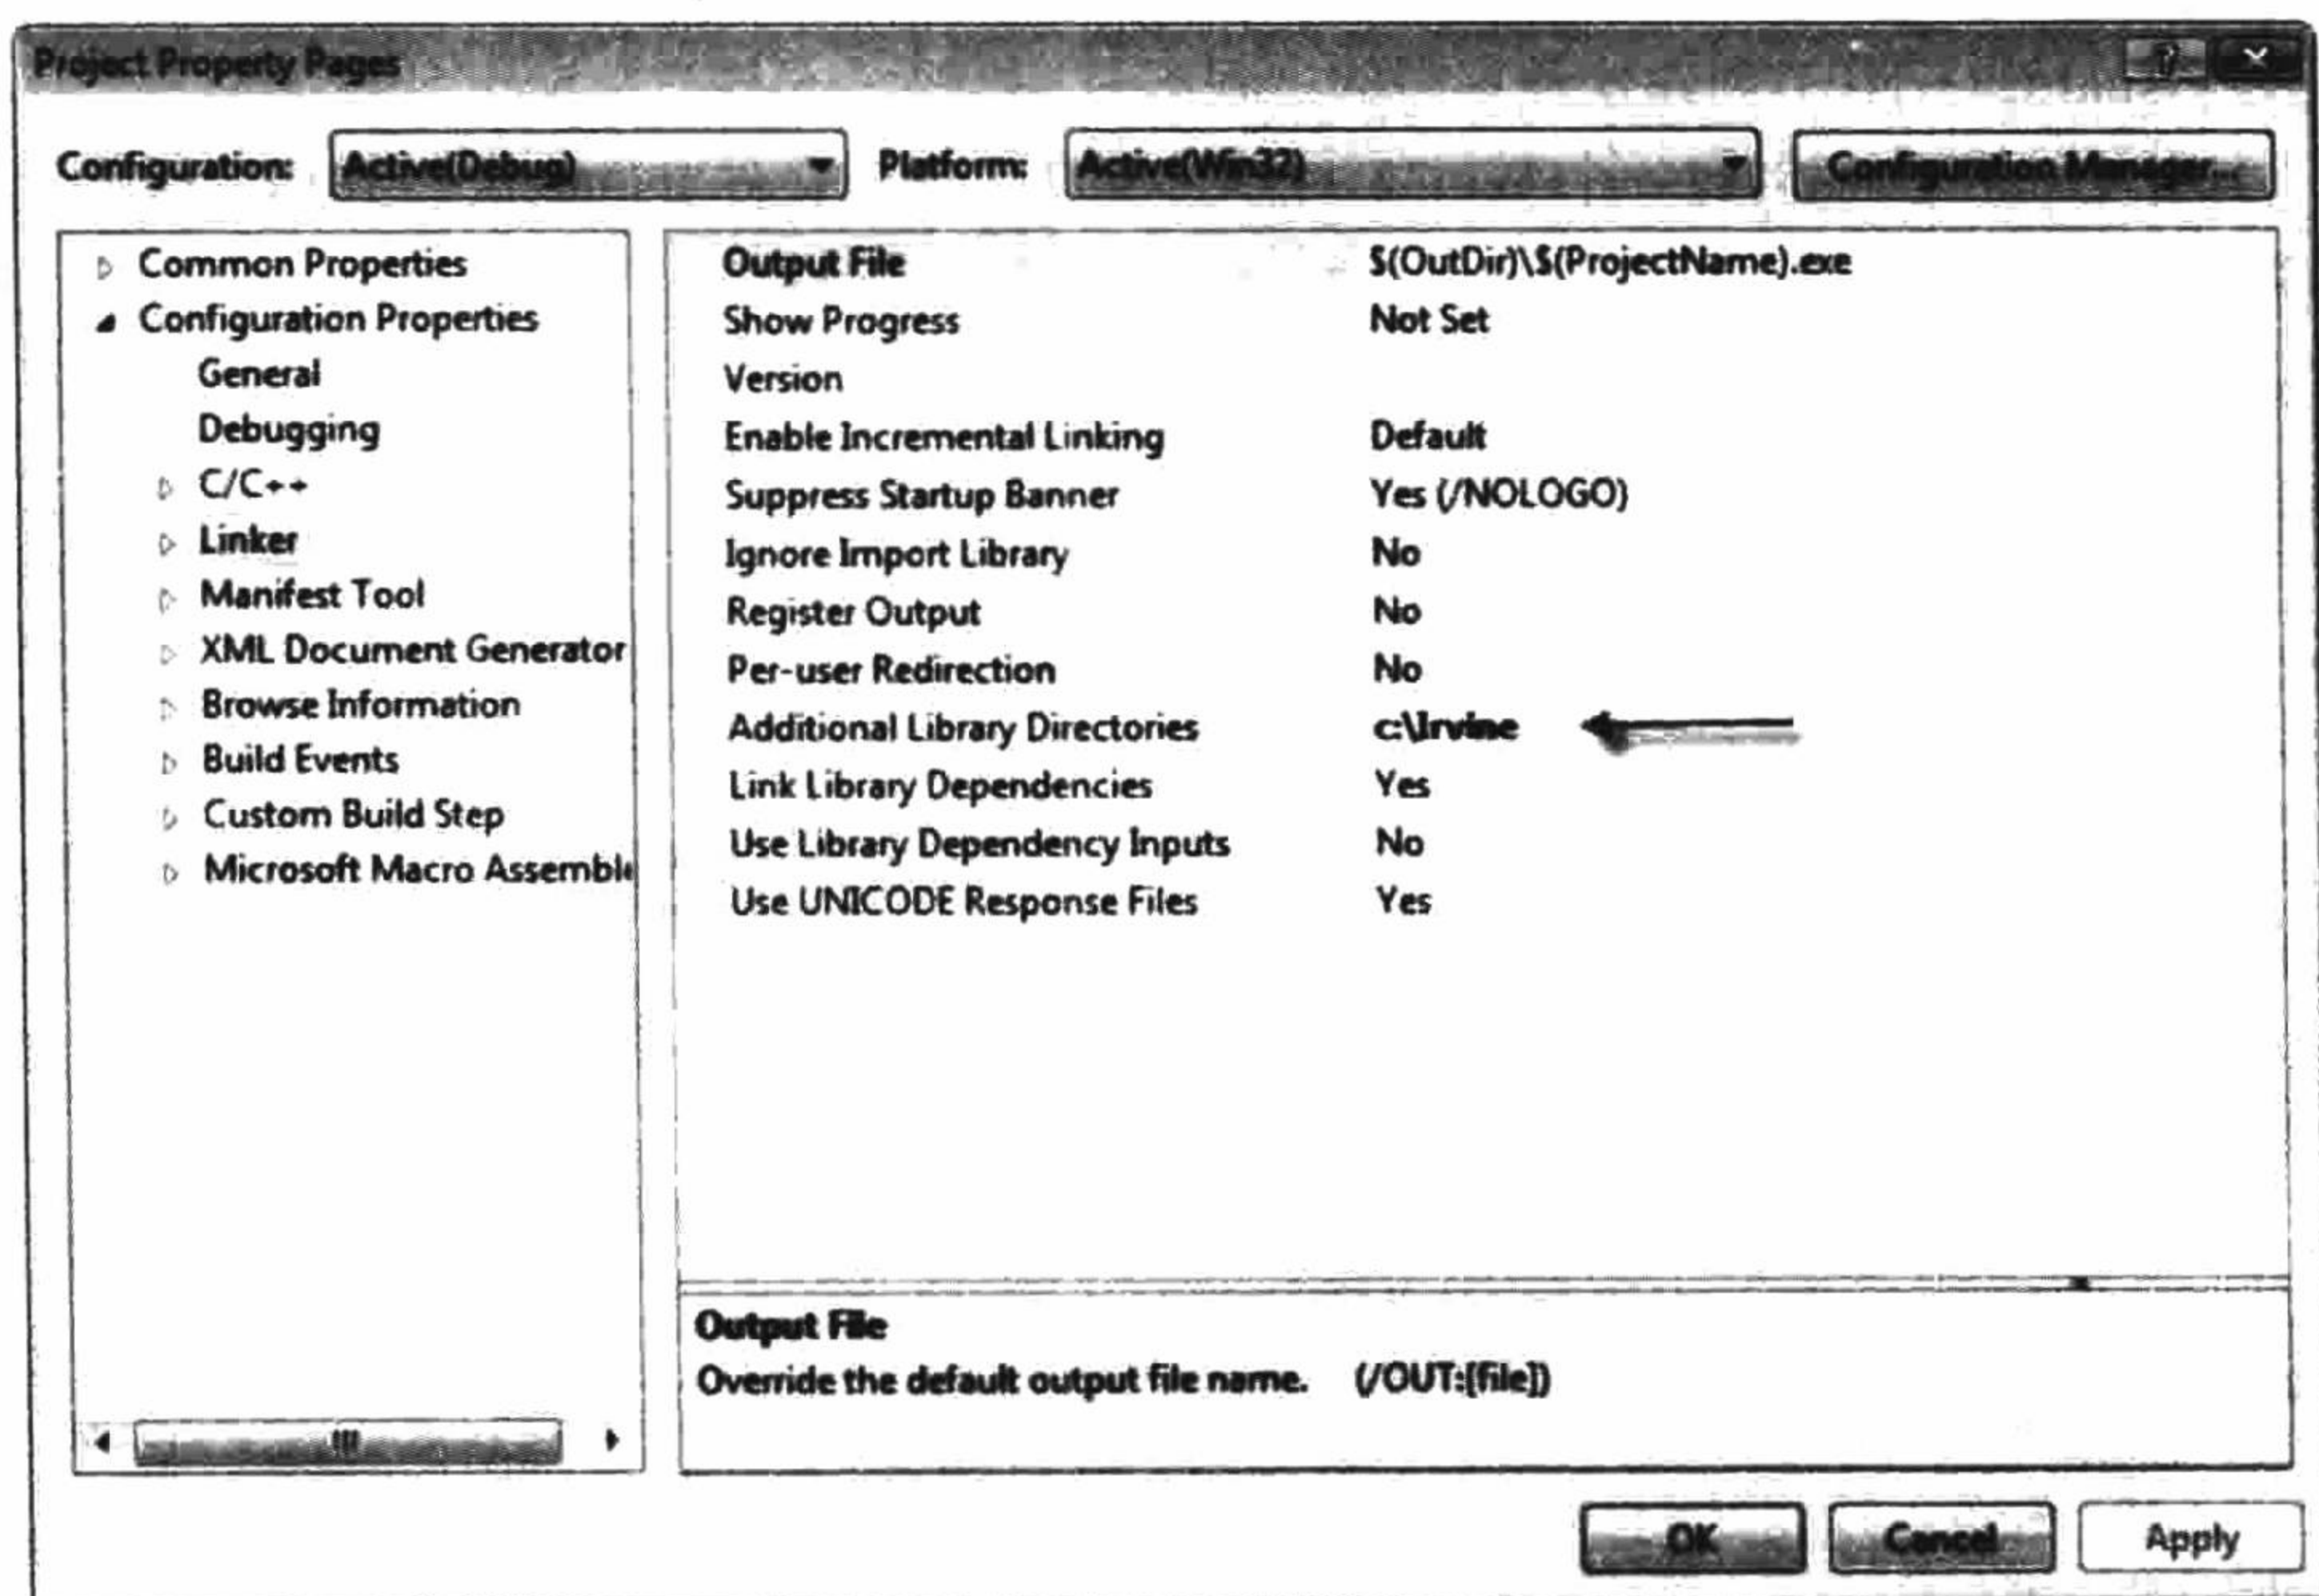 Project Property Pages
Configuration: Active(Debug) Platform: Active(Win32) Configuration Manager...
Common Properties
Configuration Properties
General
Debugging
C/C++
Linker
Manifest Tool
XML Document Generator
Browse Information
Build Events
Custom Build Step
Microsoft Macro Assemble
Output File $(OutDir)\$(ProjectName).exe
Show Progress Not Set
Version
Enable Incremental Linking Default
Suppress Startup Banner Yes (/NOLOGO)
Ignore Import Library No
Register Output No
Per-user Redirection No
Additional Library Directories c:\Irvine
Link Library Dependencies Yes
Use Library Dependency Inputs No
Use UNICODE Response Files Yes
Output File
Override the default output file name. (/OUT:[file])
OK Cancel Apply